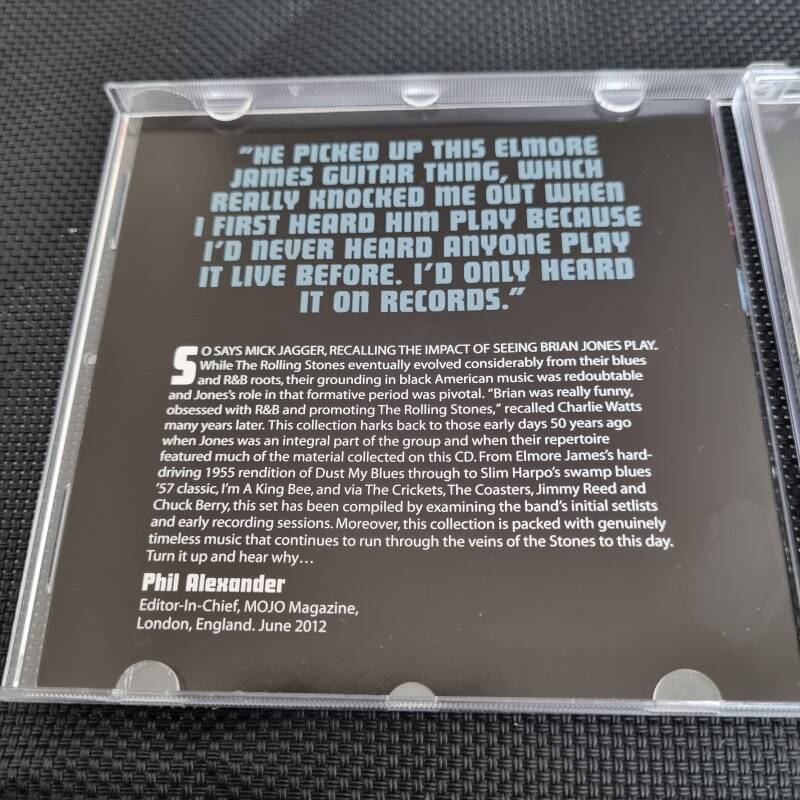 "HE PICKED UP THIS ELMORE
JAMES GUITAR THING, WHICH
REALLY KNOCKED ME OUT WHEN
I FIRST HEARD HIM PLAY BECAUSE
I'D NEVER HEARD ANYONE PLAY
IT LIVE BEFORE. I'D ONLY HEARD
IT ON RECORDS."
SO SAYS MICK JAGGER, RECALLING THE IMPACT OF SEEING BRIAN JONES PLAY.
While The Rolling Stones eventually evolved considerably from their blues
and R&B roots, their grounding in black American music was redoubtable
and Jones's role in that formative period was pivotal. "Brian was really funny,
obsessed with R&B and promoting The Rolling Stones," recalled Charlie Watts
many years later. This collection harks back to those early days 50 years ago
when Jones was an integral part of the group and when their repertoire
featured much of the material collected on this CD. From Elmore James's hard-
driving 1955 rendition of Dust My Blues through to Slim Harpo's swamp blues
'57 classic, I'm A King Bee, and via The Crickets, The Coasters, Jimmy Reed and
Chuck Berry, this set has been compiled by examining the band's initial setlists
and early recording sessions. Moreover, this collection is packed with genuinely
timeless music that continues to run through the veins of the Stones to this day.
Turn it up and hear why...
Phil Alexander
Editor-In-Chief, MOJO Magazine,
London, England. June 2012